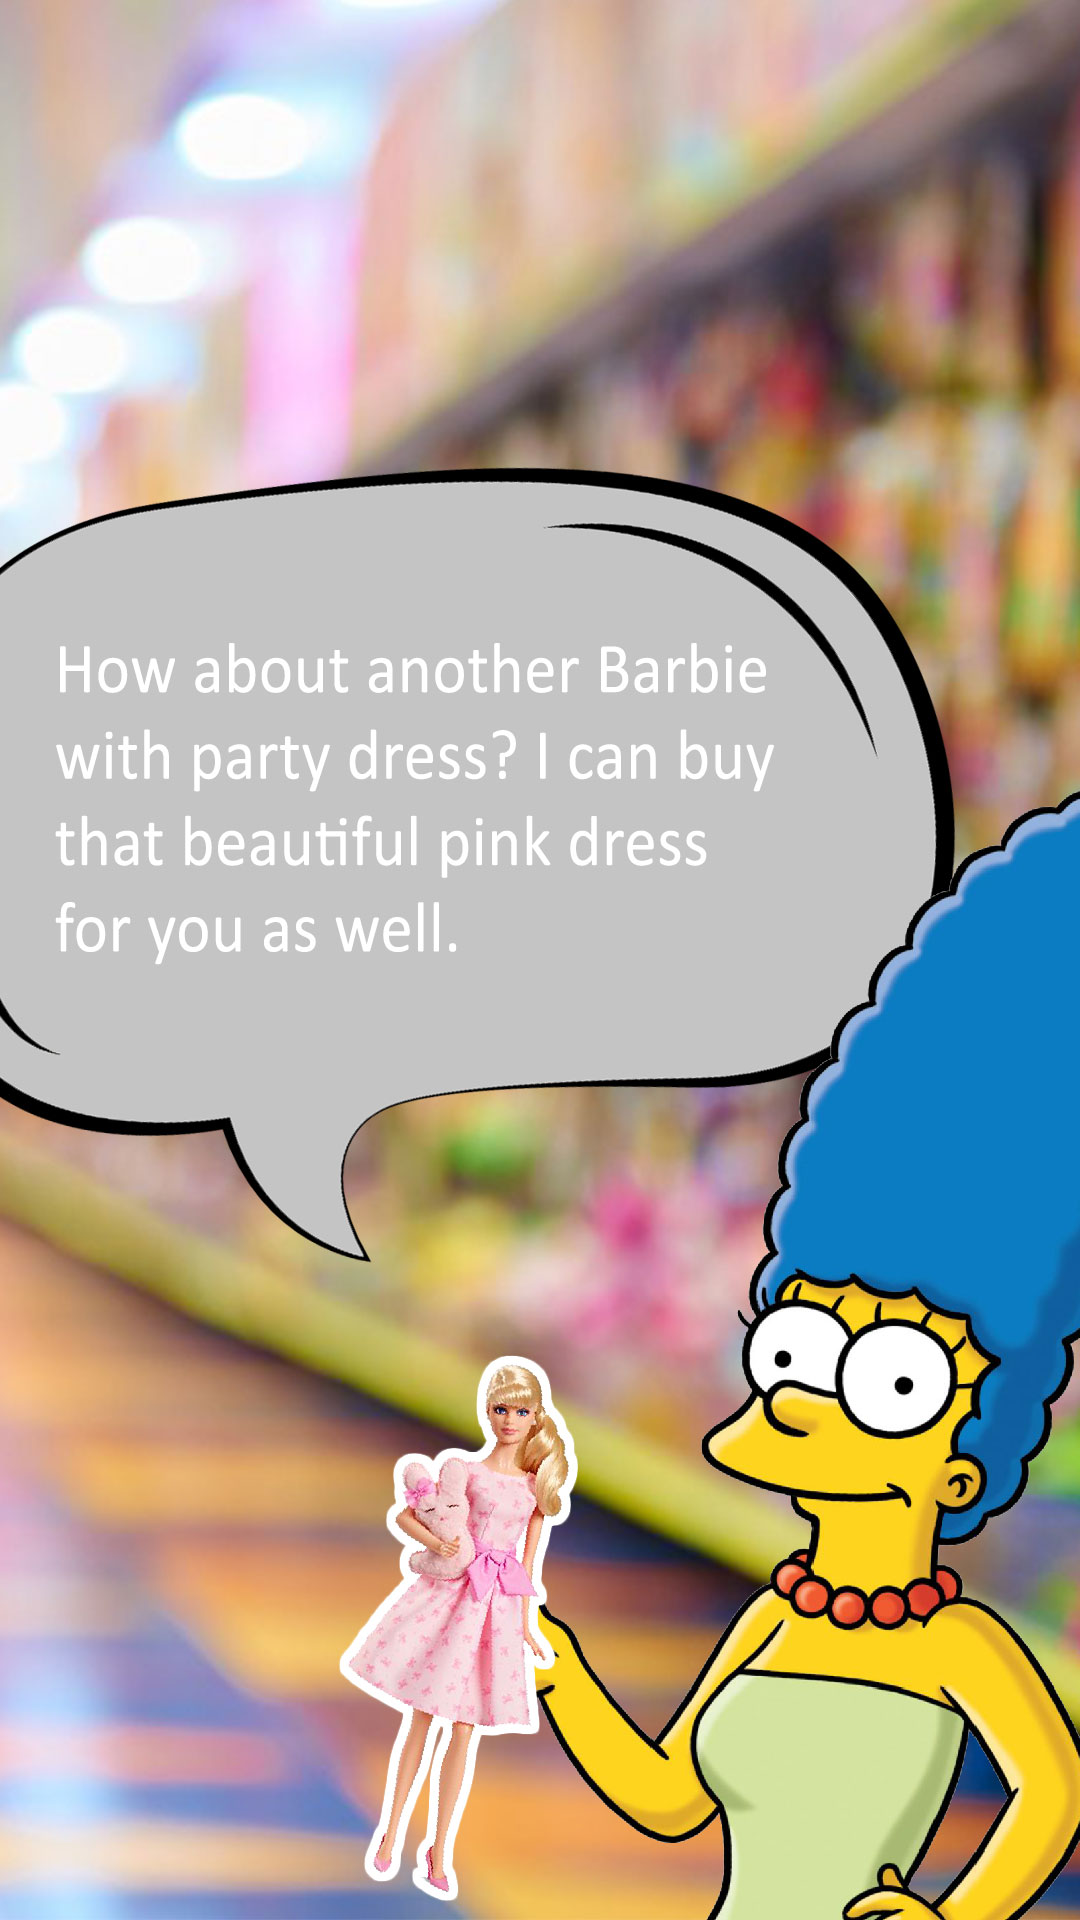 How about another Barbie
with party dress? I can buy
that beautiful pink dress
for you as well.